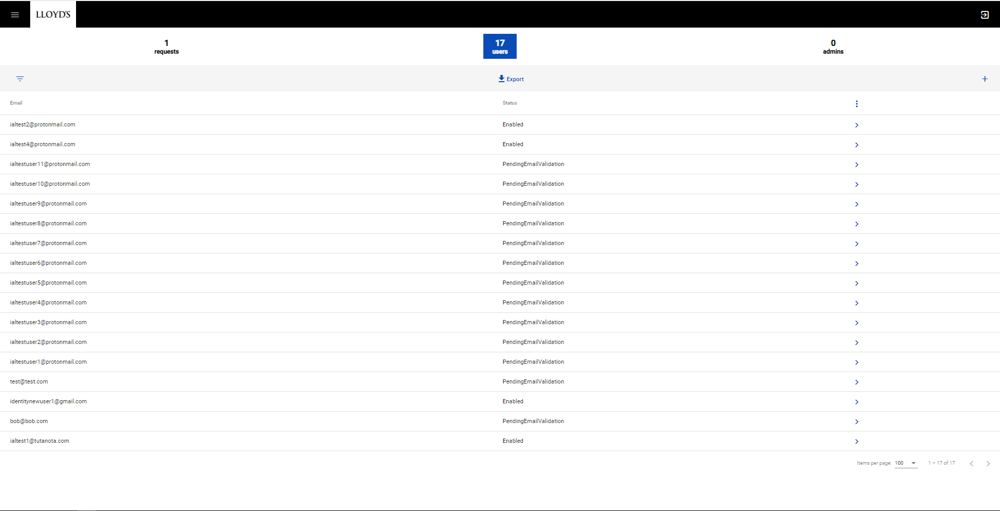 LLOYD'S
1
requests
17
users
0
admins
Export
Email Status
ialtest2@protonmail.com Enabled
ialtest4@protonmail.com Enabled
ialtestuser11@protonmail.com PendingEmailValidation
ialtestuser10@protonmail.com PendingEmailValidation
ialtestuser9@protonmail.com PendingEmailValidation
ialtestuser8@protonmail.com PendingEmailValidation
ialtestuser7@protonmail.com PendingEmailValidation
ialtestuser6@protonmail.com PendingEmailValidation
ialtestuser5@protonmail.com PendingEmailValidation
ialtestuser4@protonmail.com PendingEmailValidation
ialtestuser3@protonmail.com PendingEmailValidation
ialtestuser2@protonmail.com PendingEmailValidation
ialtestuser1@protonmail.com PendingEmailValidation
test@test.com PendingEmailValidation
identitynewuser1@gmail.com Enabled
bob@bob.com PendingEmailValidation
ialtest1@tutanota.com Enabled
Items per page: 100 1 – 17 of 17